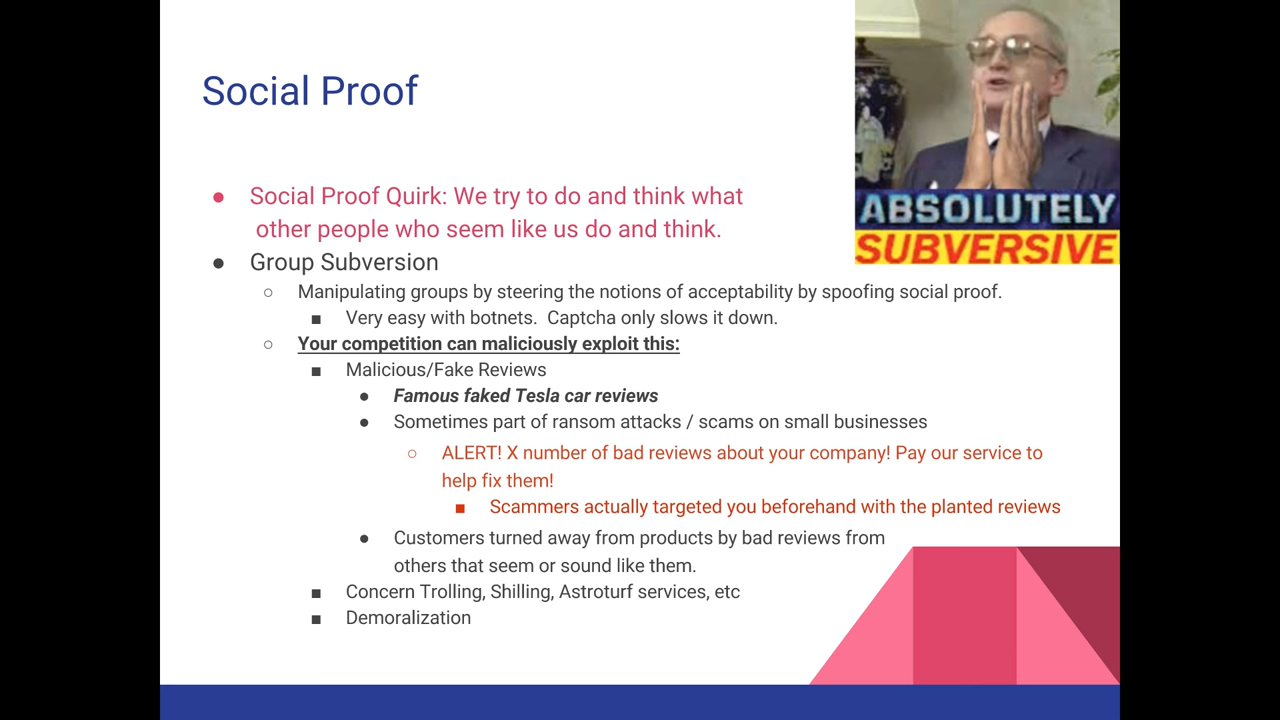 Social Proof
ABSOLUTELY
SUBVERSIVE
● Social Proof Quirk: We try to do and think what
other people who seem like us do and think.
● Group Subversion
○ Manipulating groups by steering the notions of acceptability by spoofing social proof.
■ Very easy with botnets.  Captcha only slows it down.
○ Your competition can maliciously exploit this:
■ Malicious/Fake Reviews
● Famous faked Tesla car reviews
● Sometimes part of ransom attacks / scams on small businesses
○ ALERT! X number of bad reviews about your company! Pay our service to
help fix them!
■ Scammers actually targeted you beforehand with the planted reviews
● Customers turned away from products by bad reviews from
others that seem or sound like them.
■ Concern Trolling, Shilling, Astroturf services, etc
■ Demoralization